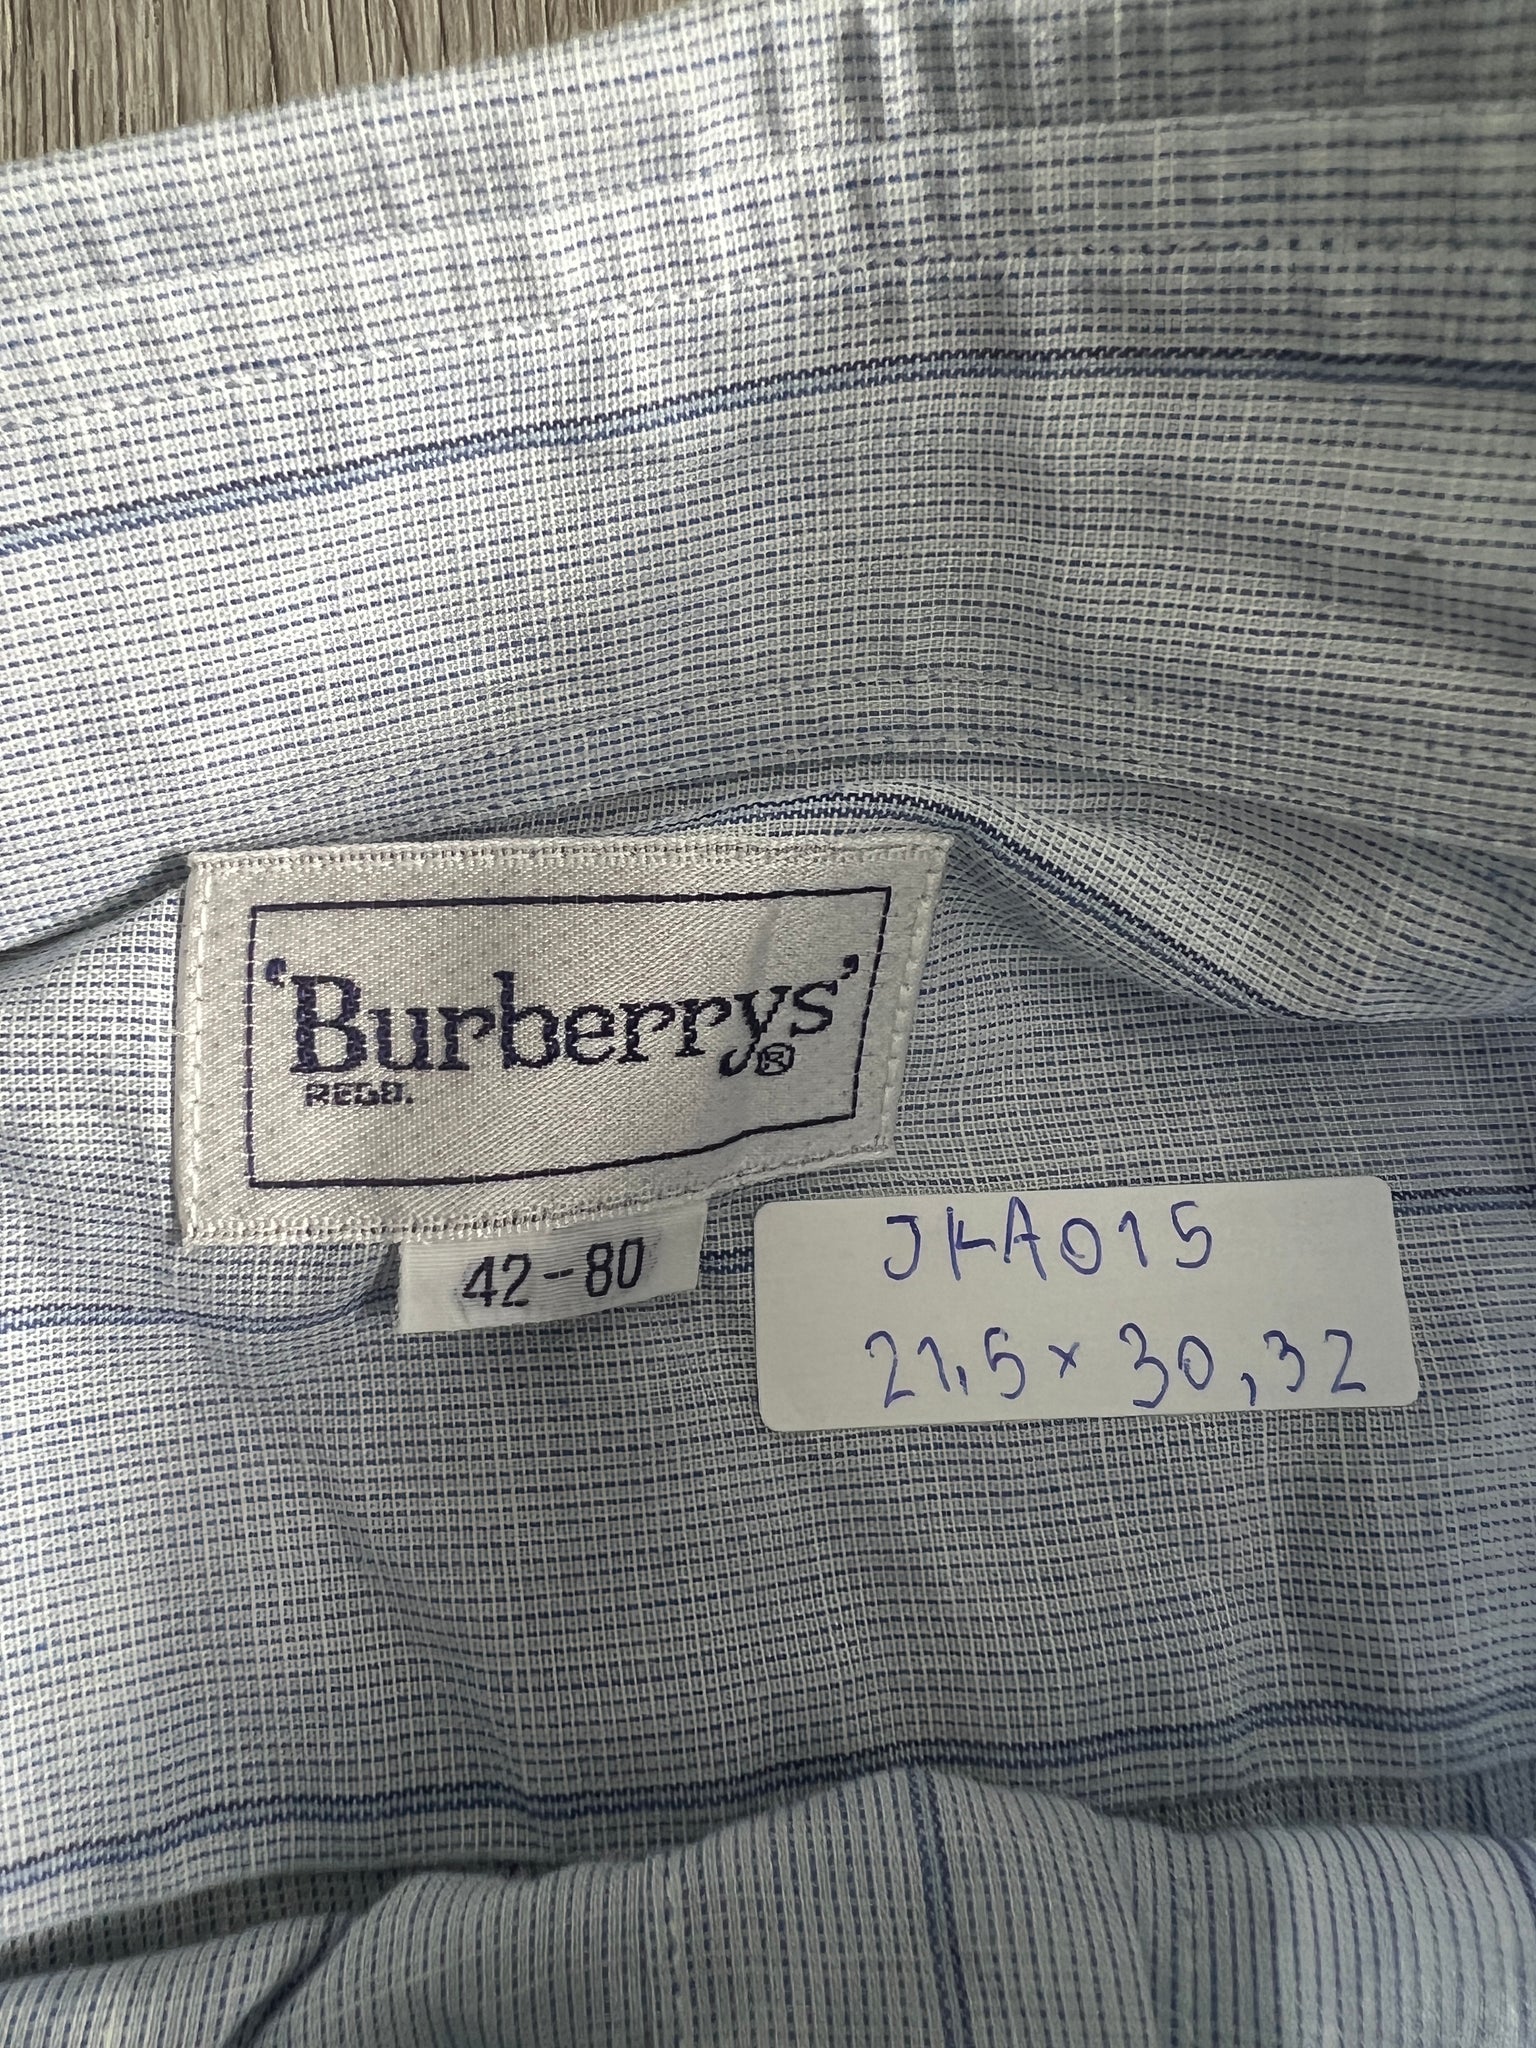 'Burberrys'®
REGD.
42-80
JKA015
21,5 × 30,32